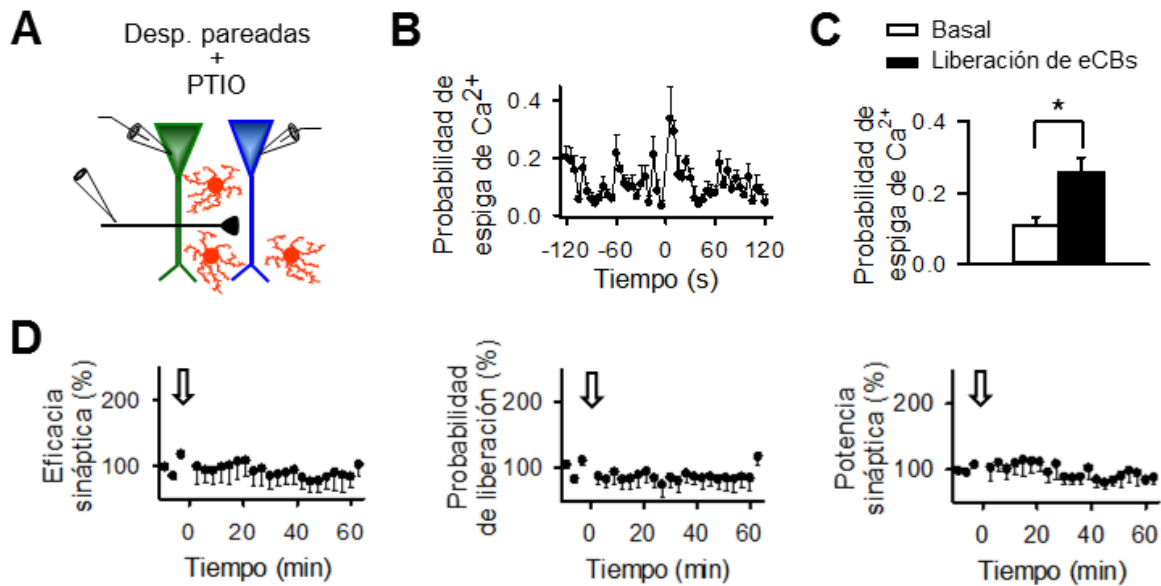 A
Desp. pareadas
+
PTIO
B
Probabilidad de
espiga de Ca2+
0.4
0.2
0.0
-120
-60
0
60
120
Tiempo (s)
C
Basal
Liberación de eCBs
*
Probabilidad de
espiga de Ca2+
0.4
0.2
0.0
D
Eficacia
sináptica (%)
200
100
0
20
40
60
Tiempo (min)
Probabilidad
de liberación (%)
200
100
0
20
40
60
Tiempo (min)
Potencia
sináptica (%)
200
100
0
20
40
60
Tiempo (min)